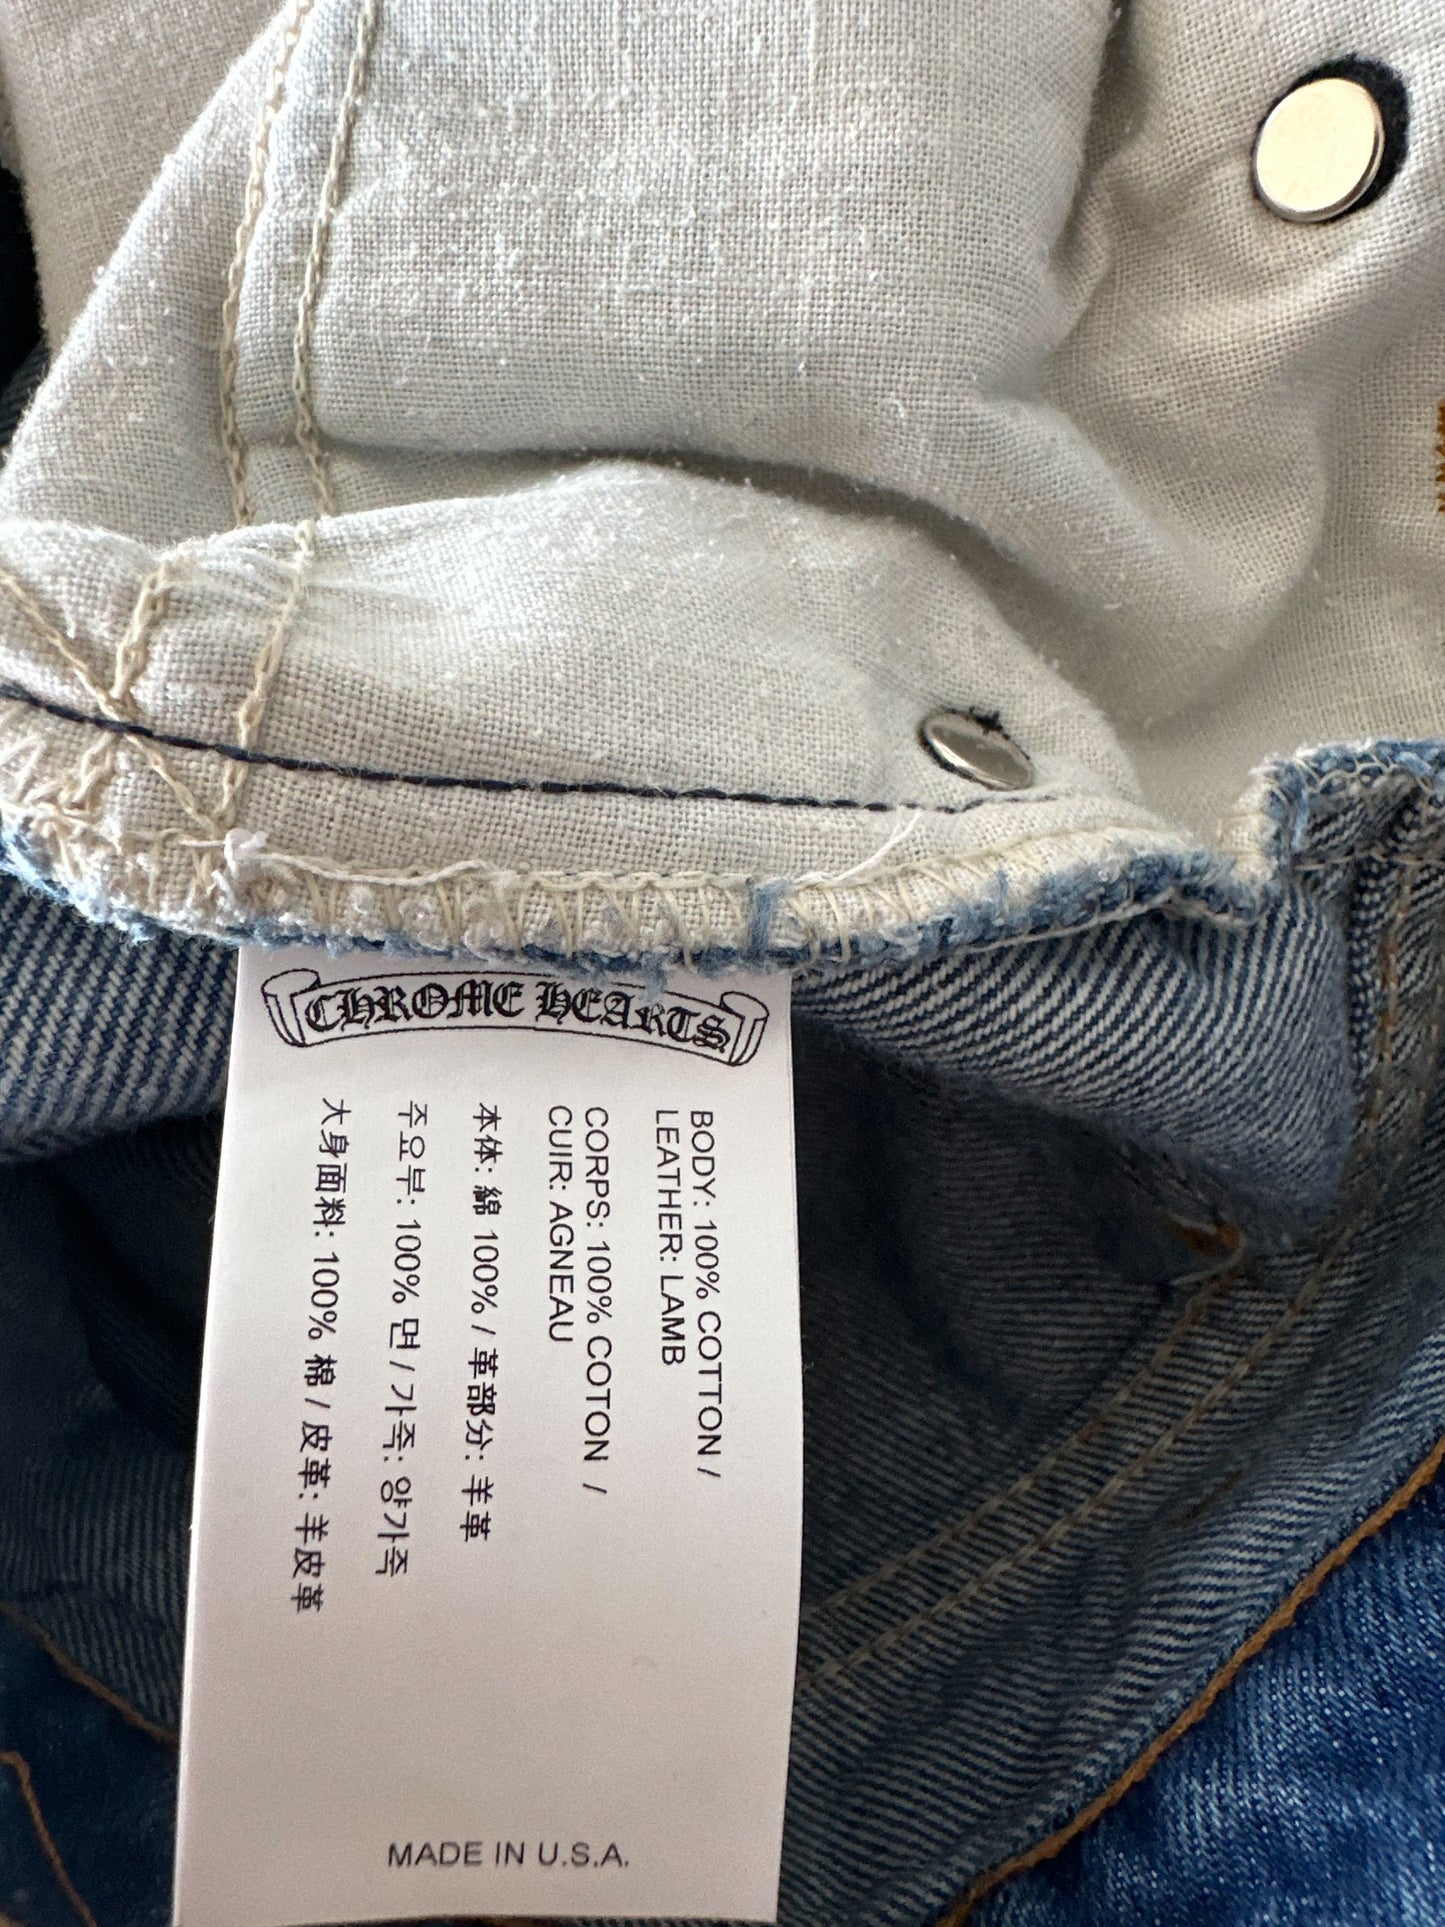 CHROME HEARTS
BODY: 100% COTTON /
LEATHER: LAMB
CORPS: 100% COTON /
CUIR: AGNEAU
本体: 綿 100% / 革部分: 羊革
주요부: 100% 면 / 가죽: 양가죽
大身面料: 100% 棉 / 皮革: 羊皮革
MADE IN U.S.A.